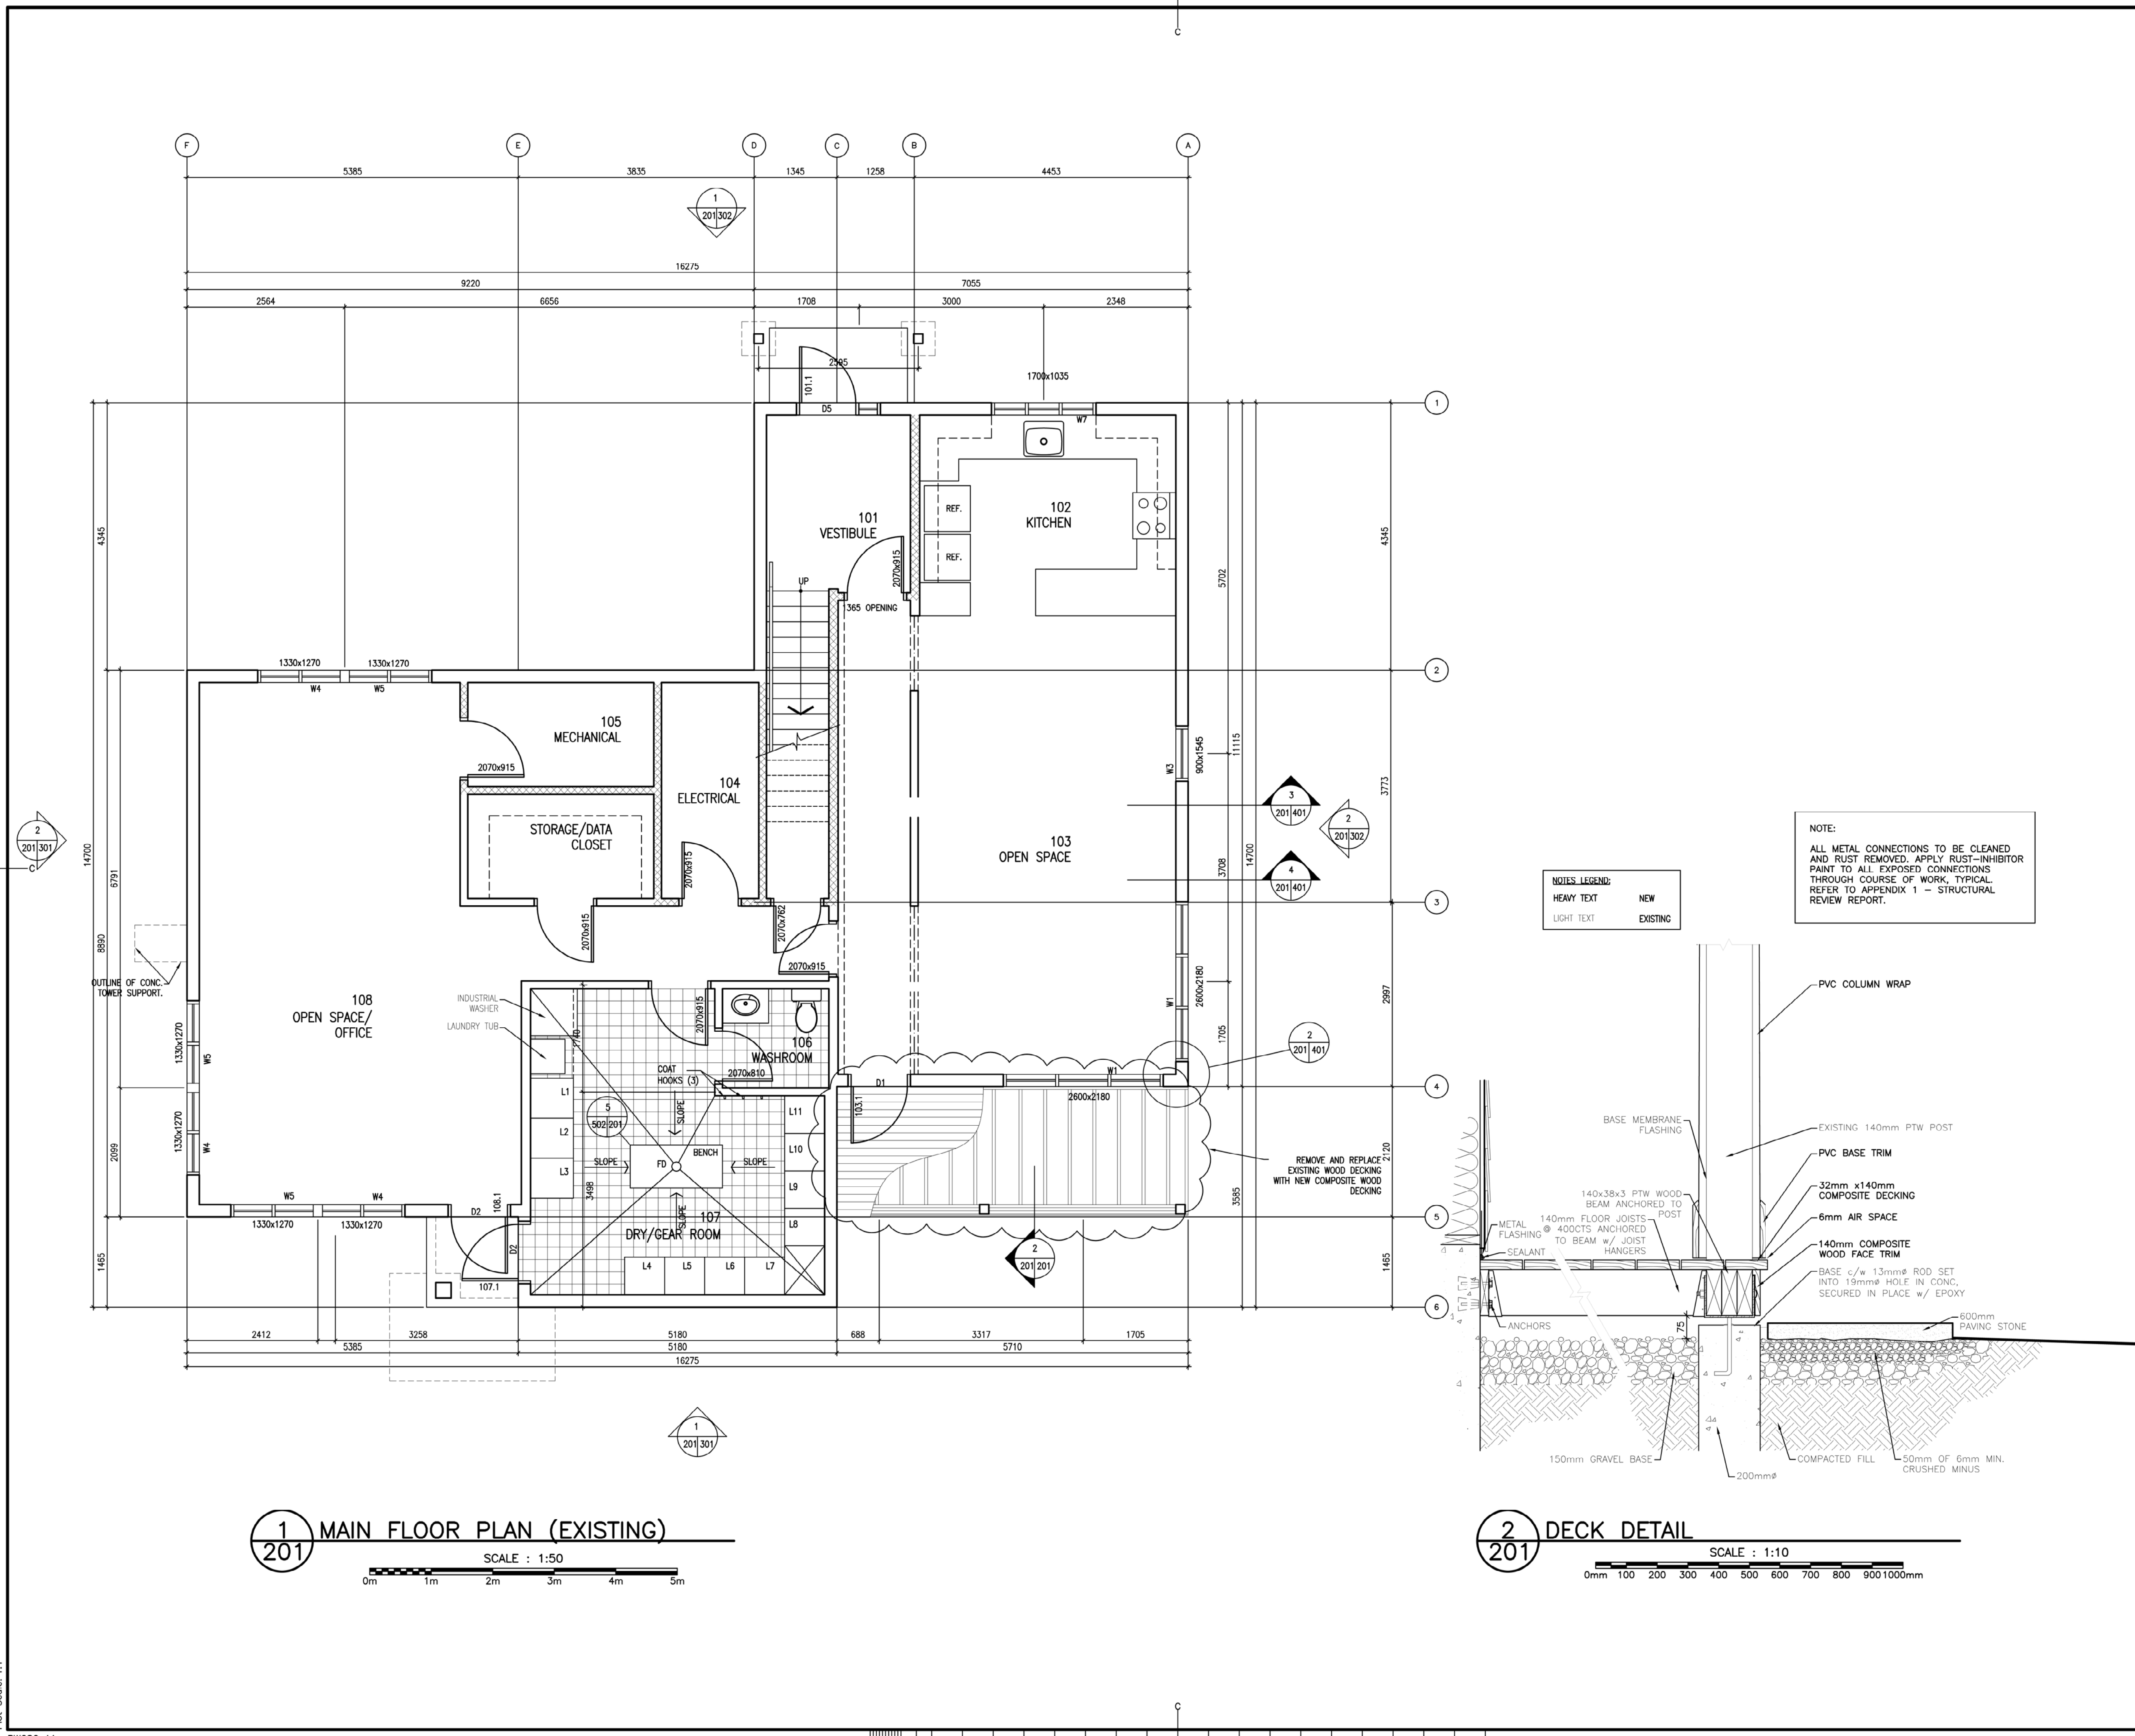 C
F
E
D
C
B
A
5385
3835
1345
1258
4453
1
201 302
16275
9220
7055
2564
6656
1708
3000
2348
2595
1700x1035
101.1
D5
W7
1
4345
14700
101
VESTIBULE
102
KITCHEN
REF.
REF.
2070x915
UP
1365 OPENING
5702
4345
11115
14700
2
1330x1270
1330x1270
W4
W5
105
MECHANICAL
2070x915
104
ELECTRICAL
2070x915
STORAGE/DATA
CLOSET
2070x915
2070x762
2070x915
W3
900x1545
3773
3708
3
201 401
2
201 302
4
201 401
103
OPEN SPACE
3
2
201 301
C
6791
8890
OUTLINE OF CONC.
TOWER SUPPORT.
108
OPEN SPACE/
OFFICE
INDUSTRIAL
WASHER
LAUNDRY TUB
1740
2070x915
106
WASHROOM
2070x810
COAT
HOOKS (3)
W1
2600x2180
2997
1705
2
201 401
1330x1270
W5
1330x1270
W4
2099
L1
L2
L3
5
502 201
SLOPE
SLOPE
SLOPE
SLOPE
FD
BENCH
L11
L10
L9
L8
3498
107
DRY/GEAR ROOM
L4
L5
L6
L7
D1
103.1
W1
2600x2180
4
REMOVE AND REPLACE
EXISTING WOOD DECKING
WITH NEW COMPOSITE WOOD
DECKING
2120
3585
5
W5
W4
1330x1270
1330x1270
D2
108.1
D2
107.1
1465
1465
2
201 201
6
2412
3258
5180
688
3317
1705
5385
5180
5710
16275
1
201 301
1
201
MAIN FLOOR PLAN (EXISTING)
SCALE : 1:50
0m 1m 2m 3m 4m 5m
NOTES LEGEND:
HEAVY TEXT NEW
LIGHT TEXT EXISTING
NOTE:
ALL METAL CONNECTIONS TO BE CLEANED
AND RUST REMOVED. APPLY RUST-INHIBITOR
PAINT TO ALL EXPOSED CONNECTIONS
THROUGH COURSE OF WORK, TYPICAL.
REFER TO APPENDIX 1 - STRUCTURAL
REVIEW REPORT.
PVC COLUMN WRAP
BASE MEMBRANE
FLASHING
EXISTING 140mm PTW POST
PVC BASE TRIM
140x38x3 PTW WOOD
BEAM ANCHORED TO
POST
32mm x140mm
COMPOSITE DECKING
140mm FLOOR JOISTS
@ 400CTS ANCHORED
TO BEAM w/ JOIST
HANGERS
METAL
FLASHING
SEALANT
6mm AIR SPACE
140mm COMPOSITE
WOOD FACE TRIM
BASE c/w 13mmø ROD SET
INTO 19mmø HOLE IN CONC,
SECURED IN PLACE w/ EPOXY
ANCHORS
75
600mm
PAVING STONE
150mm GRAVEL BASE
COMPACTED FILL
50mm OF 6mm MIN.
CRUSHED MINUS
200mmø
2
201
DECK DETAIL
SCALE : 1:10
0mm 100 200 300 400 500 600 700 800 900 1000mm
C